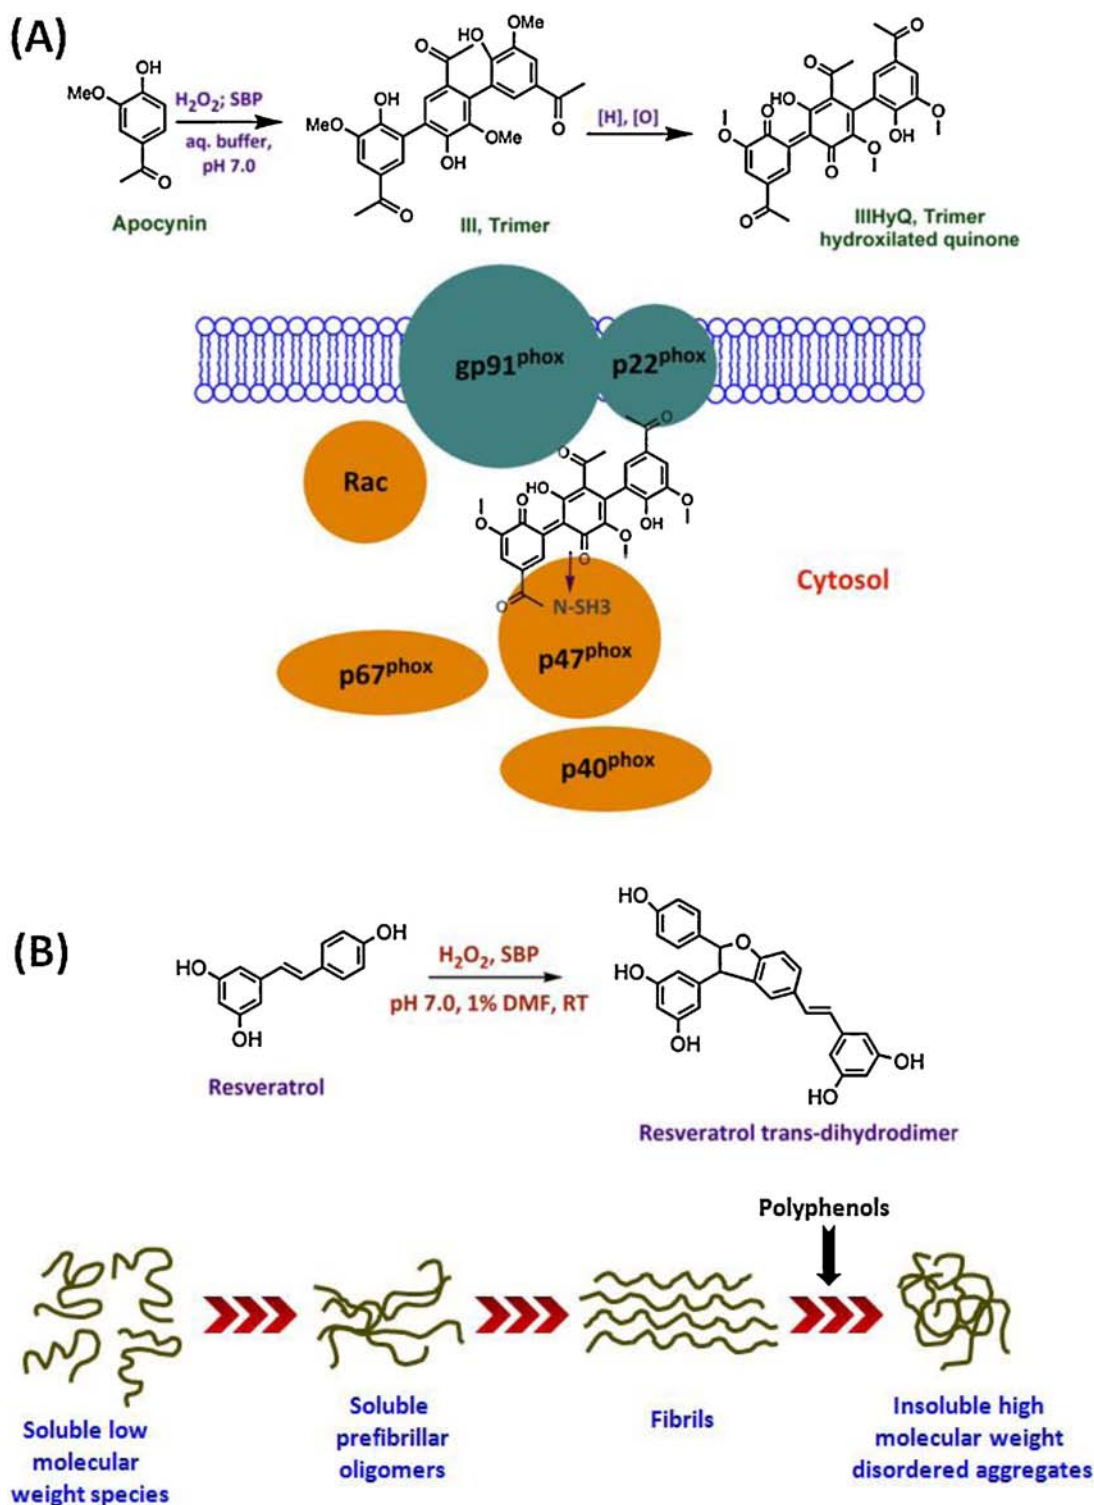 (A)
OH
MeO
O
H₂O₂; SBP
aq. buffer,
pH 7.0
Apocynin
OMe
HO
O
OH
MeO
OMe
OH
O
O
III, Trimer
[H], [O]
O
O
HO
O
O
O
OH
O
O
O
IIIHyQ, Trimer
hydroxilated quinone
gp91phox
p22phox
Rac
O
O
HO
O
O
O
OH
O
O
O
N-SH3
Cytosol
p67phox
p47phox
p40phox
(B)
HO
OH
OH
Resveratrol
H₂O₂, SBP
pH 7.0, 1% DMF, RT
HO
O
HO
OH
OH
HO
Resveratrol trans-dihydrodimer
Polyphenols
Soluble low
molecular
weight species
Soluble
prefibrillar
oligomers
Fibrils
Insoluble high
molecular weight
disordered aggregates